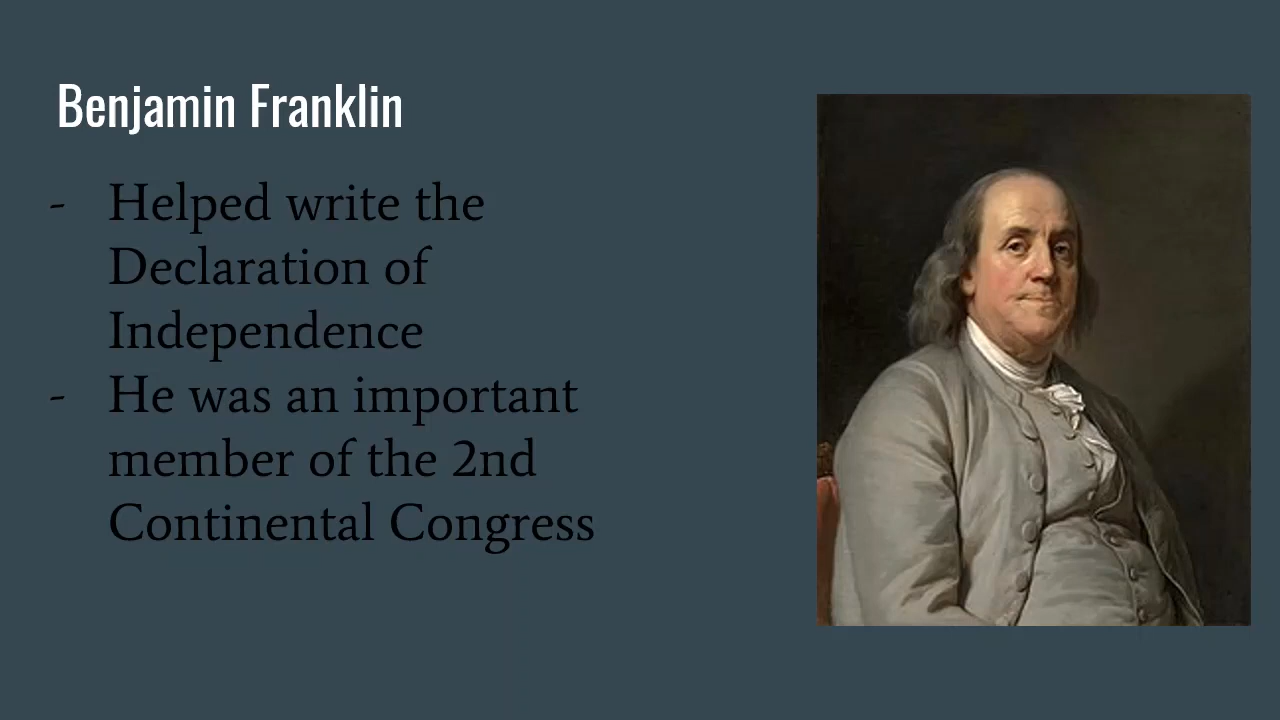 Benjamin Franklin
- Helped write the
Declaration of
Independence
- He was an important
member of the 2nd
Continental Congress